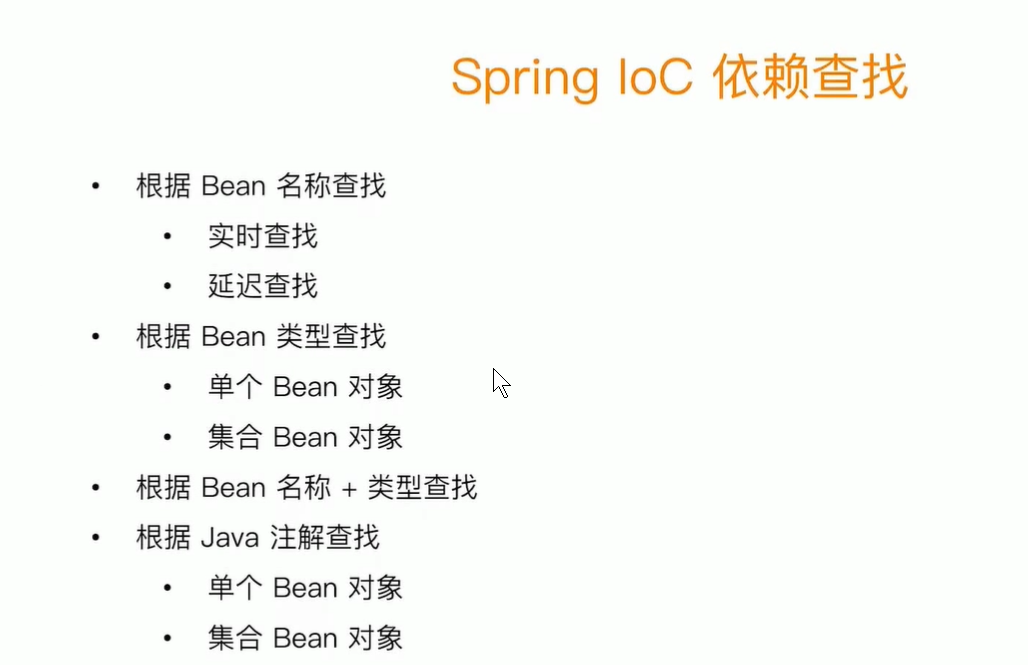 Spring IoC 依赖查找
• 根据 Bean 名称查找
• 实时查找
• 延迟查找
• 根据 Bean 类型查找
• 单个 Bean 对象
• 集合 Bean 对象
• 根据 Bean 名称 + 类型查找
• 根据 Java 注解查找
• 单个 Bean 对象
• 集合 Bean 对象